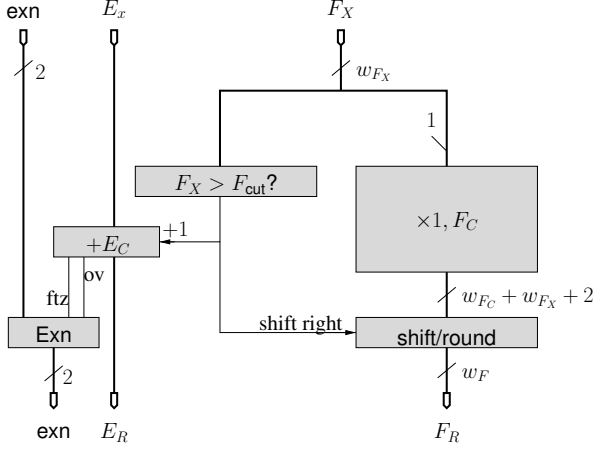 exn E_x F_X
2 w_{F_X}
1
F_X > F_cut? ×1, F_C
+1
+E_C
ov
ftz w_{F_C} + w_{F_X} + 2
Exn shift right shift/round
2 w_F
exn E_R F_R